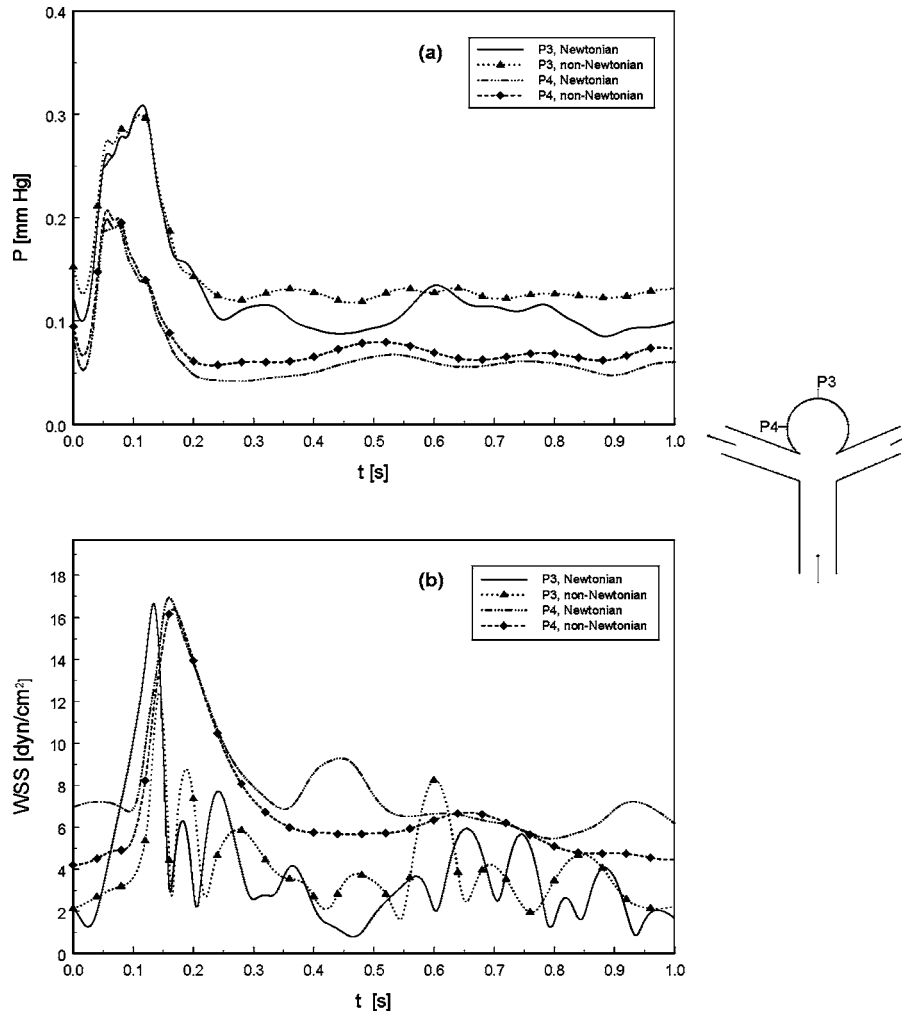 0.4
(a)
P3, Newtonian
P3, non-Newtonian
P4, Newtonian
P4, non-Newtonian
0.3
P [mm Hg]
0.2
0.1
0.0
0.0 0.1 0.2 0.3 0.4 0.5 0.6 0.7 0.8 0.9 1.0
t [s]
P3
P4
(b)
P3, Newtonian
P3, non-Newtonian
P4, Newtonian
P4, non-Newtonian
18
16
14
12
WSS [dyn/cm²]
10
8
6
4
2
0
0.0 0.1 0.2 0.3 0.4 0.5 0.6 0.7 0.8 0.9 1.0
t [s]